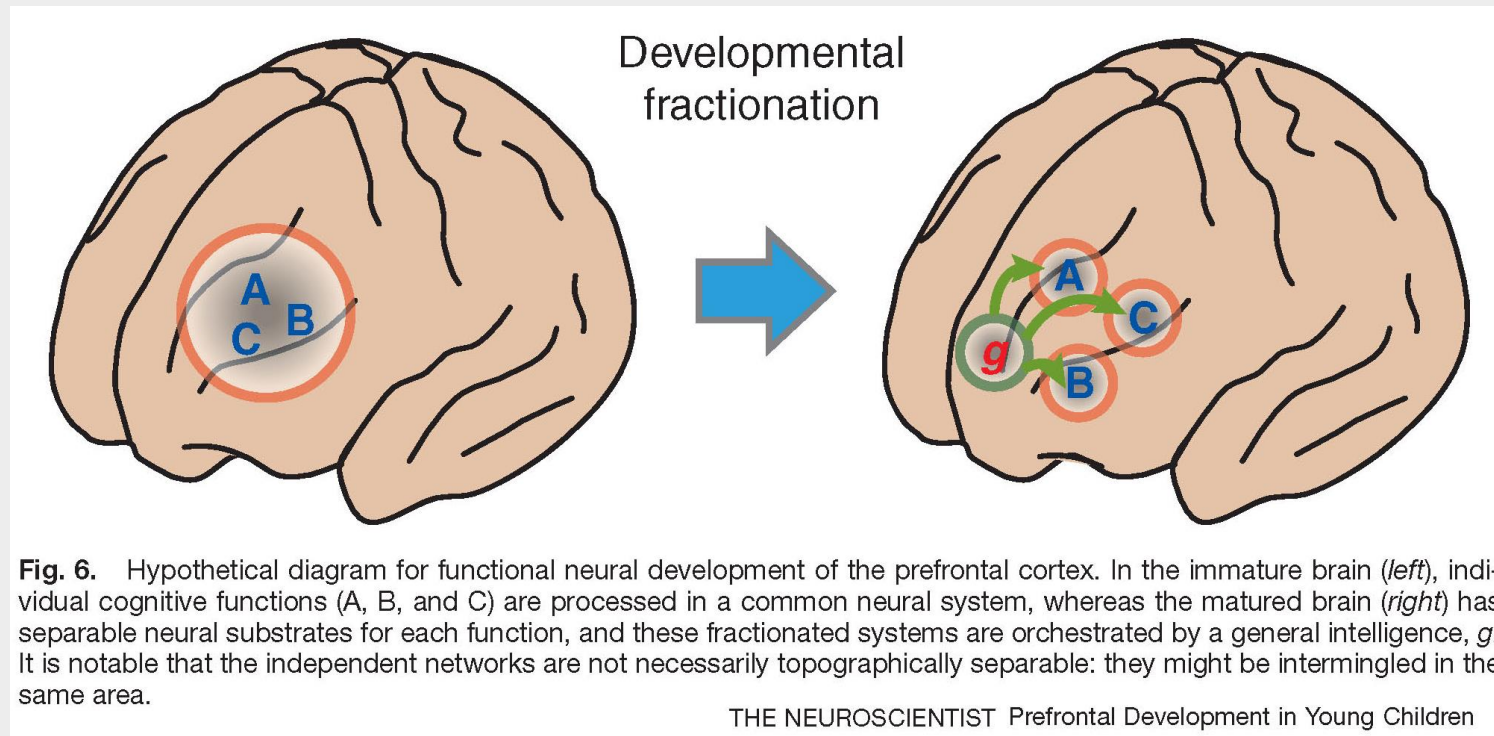 Developmental
fractionation
A
B
C
A
C
g
B
Fig. 6. Hypothetical diagram for functional neural development of the prefrontal cortex. In the immature brain (left), indi-
vidual cognitive functions (A, B, and C) are processed in a common neural system, whereas the matured brain (right) has
separable neural substrates for each function, and these fractionated systems are orchestrated by a general intelligence, g
It is notable that the independent networks are not necessarily topographically separable: they might be intermingled in the
same area.
THE NEUROSCIENTIST Prefrontal Development in Young Children